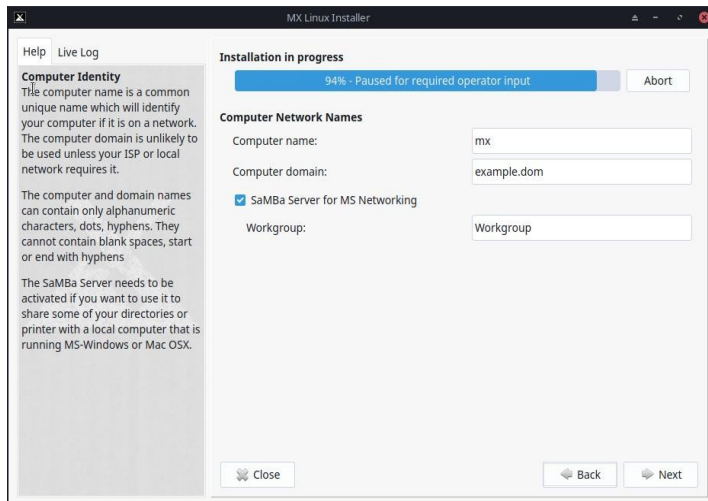 MX Linux Installer
Help
Live Log
Computer Identity
The computer name is a common
unique name which will identify
your computer if it is on a network.
The computer domain is unlikely to
be used unless your ISP or local
network requires it.
The computer and domain names
can contain only alphanumeric
characters, dots, hyphens. They
cannot contain blank spaces, start
or end with hyphens
The SaMBa Server needs to be
activated if you want to use it to
share some of your directories or
printer with a local computer that is
running MS-Windows or Mac OSX.
Installation in progress
94% - Paused for required operator input
Abort
Computer Network Names
Computer name: mx
Computer domain: example.dom
SaMBa Server for MS Networking
Workgroup: Workgroup
Close
Back
Next